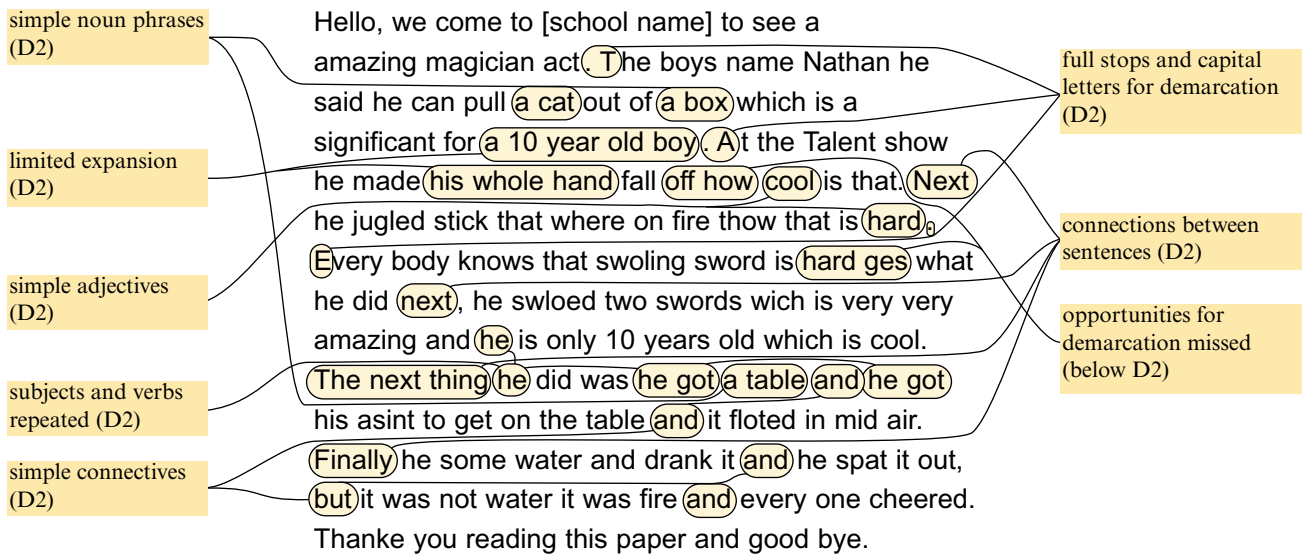 simple noun phrases
(D2)
limited expansion
(D2)
simple adjectives
(D2)
subjects and verbs
repeated (D2)
simple connectives
(D2)
Hello, we come to [school name] to see a
amazing magician act. The boys name Nathan he
said he can pull a cat out of a box which is a
significant for a 10 year old boy. At the Talent show
he made his whole hand fall off how cool is that. Next
he jugled stick that where on fire thow that is hard.
Every body knows that swoling sword is hard ges what
he did next, he swloed two swords wich is very very
amazing and he is only 10 years old which is cool.
The next thing he did was he got a table and he got
his asint to get on the table and it floted in mid air.
Finally he some water and drank it and he spat it out,
but it was not water it was fire and every one cheered.
Thanke you reading this paper and good bye.
full stops and capital
letters for demarcation
(D2)
connections between
sentences (D2)
opportunities for
demarcation missed
(below D2)